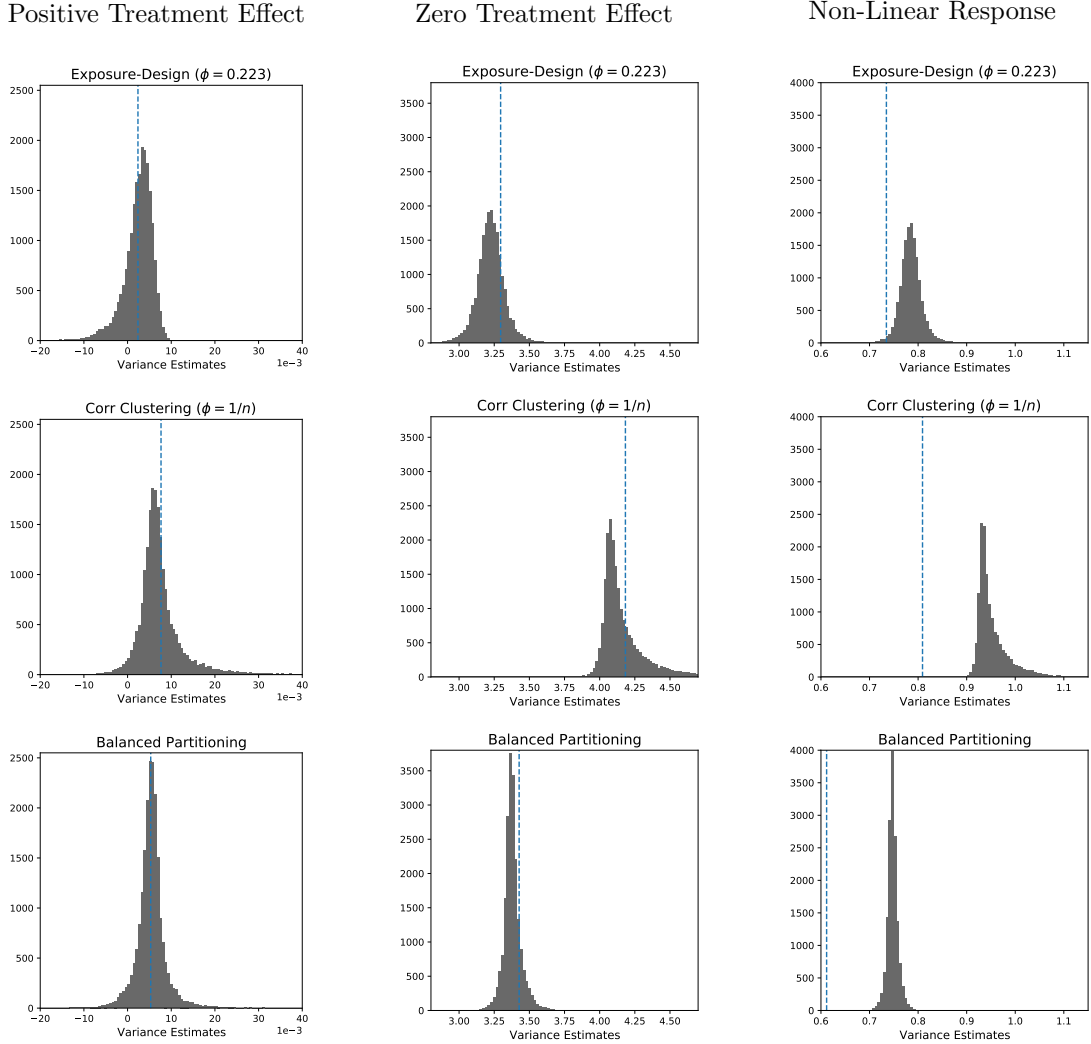 Positive Treatment Effect
Zero Treatment Effect
Non-Linear Response
Exposure-Design (ϕ = 0.223)
2500
2000
1500
1000
500
0
−20 −10 0 10 20 30 40
1e−3
Variance Estimates
Exposure-Design (ϕ = 0.223)
3500
3000
2500
2000
1500
1000
500
0
3.00 3.25 3.50 3.75 4.00 4.25 4.50
Variance Estimates
Exposure-Design (ϕ = 0.223)
4000
3500
3000
2500
2000
1500
1000
500
0
0.6 0.7 0.8 0.9 1.0 1.1
Variance Estimates
Corr Clustering (ϕ = 1/n)
2500
2000
1500
1000
500
0
−20 −10 0 10 20 30 40
1e−3
Variance Estimates
Corr Clustering (ϕ = 1/n)
3500
3000
2500
2000
1500
1000
500
0
3.00 3.25 3.50 3.75 4.00 4.25 4.50
Variance Estimates
Corr Clustering (ϕ = 1/n)
4000
3500
3000
2500
2000
1500
1000
500
0
0.6 0.7 0.8 0.9 1.0 1.1
Variance Estimates
Balanced Partitioning
2500
2000
1500
1000
500
0
−20 −10 0 10 20 30 40
1e−3
Variance Estimates
Balanced Partitioning
3500
3000
2500
2000
1500
1000
500
0
3.00 3.25 3.50 3.75 4.00 4.25 4.50
Variance Estimates
Balanced Partitioning
4000
3500
3000
2500
2000
1500
1000
500
0
0.6 0.7 0.8 0.9 1.0 1.1
Variance Estimates